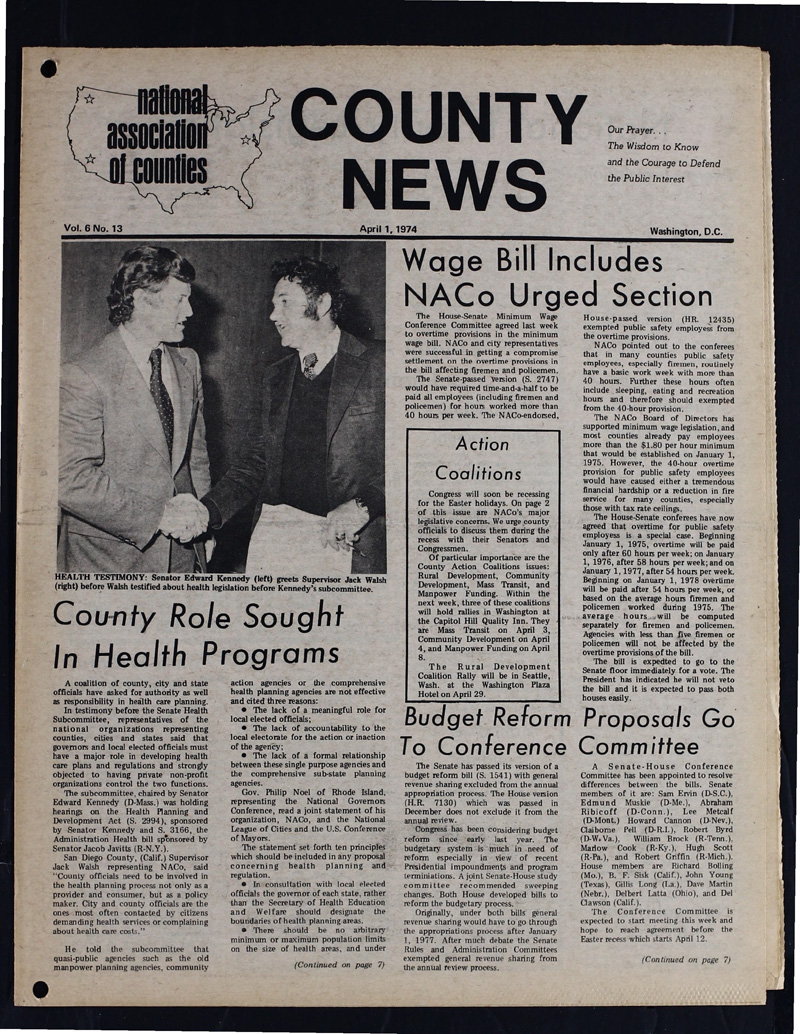 national
association
of counties
COUNTY
NEWS
Our Prayer. . .
The Wisdom to Know
and the Courage to Defend
the Public Interest
Vol. 6 No. 13
April 1, 1974
Washington, D.C.
HEALTH TESTIMONY: Senator Edward Kennedy (left) greets Supervisor Jack Walsh
(right) before Walsh testified about health legislation before Kennedy's subcommittee.
County Role Sought
In Health Programs
A coalition of county, city and state
officials have asked for authority as well
as responsibility in health care planning.
In testimony before the Senate Health
Subcommittee, representatives of the
national organizations representing
counties, cities and states said that
governors and local elected officials must
have a major role in developing health
care plans and regulations and strongly
objected to having private non-profit
organizations control the two functions.
The subcommittee, chaired by Senator
Edward Kennedy (D-Mass.) was holding
hearings on the Health Planning and
Development Act (S. 2994), sponsored
by Senator Kennedy and S. 3166, the
Administration Health bill sponsored by
Senator Jacob Javitts (R-N.Y.).
San Diego County, (Calif.) Supervisor
Jack Walsh representing NACo, said
"County officials need to be involved in
the health planning process not only as a
provider and consumer, but as a policy
maker. City and county officials are the
ones most often contacted by citizens
demanding health services or complaining
about health care costs."
He told the subcommittee that
quasi-public agencies such as the old
manpower planning agencies, community
action agencies or the comprehensive
health planning agencies are not effective
and cited three reasons:
• The lack of a meaningful role for
local elected officials;
• The lack of accountability to the
local electorate for the action or inaction
of the agency;
• The lack of a formal relationship
between these single purpose agencies and
the comprehensive sub-state planning
agencies.
Gov. Philip Noel of Rhode Island,
representing the National Governors
Conference, read a joint statement of his
organization, NACo, and the National
League of Cities and the U.S. Conference
of Mayors.
The statement set forth ten principles
which should be included in any proposal
concerning health planning and
regulation.
• In consultation with local elected
officials the governor of each state, rather
than the Secretary of Health Education
and Welfare should designate the
boundaries of health planning areas.
• There should be no arbitrary
minimum or maximum population limits
on the size of health areas, and under
(Continued on page 7)
Wage Bill Includes
NACo Urged Section
The House-Senate Minimum Wage
Conference Committee agreed last week
to overtime provisions in the minimum
wage bill. NACo and city representatives
were successful in getting a compromise
settlement on the overtime provisions in
the bill affecting firemen and policemen.
The Senate-passed version (S. 2747)
would have required time-and-a-half to be
paid all employees (including firemen and
policemen) for hours worked more than
40 hours per week. The NACo-endorsed,
House-passed version (HR. 12435)
exempted public safety employees from
the overtime provisions.
NACo pointed out to the conferees
that in many counties public safety
employees, especially firemen, routinely
have a basic work week with more than
40 hours. Further these hours often
include sleeping, eating and recreation
hours and therefore should exempted
from the 40-hour provision.
The NACo Board of Directors has
supported minimum wage legislation, and
most counties already pay employees
more than the $1.80 per hour minimum
that would be established on January 1,
1975. However, the 40-hour overtime
provision for public safety employees
would have caused either a tremendous
financial hardship or a reduction in fire
service for many counties, especially
those with tax rate ceilings.
The House-Senate conferees have now
agreed that overtime for public safety
employess is a special case. Beginning
January 1, 1975, overtime will be paid
only after 60 hours per week; on January
1, 1976, after 58 hours per week; and on
January 1, 1977, after 54 hours per week.
Beginning on January 1, 1978 overtime
will be paid after 54 hours per week, or
based on the average hours firemen and
policemen worked during 1975. The
average hours will be computed
separately for firemen and policemen.
Agencies with less than five firemen or
policemen will not be affected by the
overtime provisions of the bill.
The bill is expedted to go to the
Senate floor immediately for a vote. The
President has indicated he will not veto
the bill and it is expected to pass both
houses easily.
Action
Coalitions
Congress will soon be recessing
for the Easter holidays. On page 2
of this issue are NACo's major
legislative concerns. We urge county
officials to discuss them during the
recess with their Senators and
Congressmen.
Of particular importance are the
County Action Coalitions issues:
Rural Development, Community
Development, Mass Transit, and
Manpower Funding. Within the
next week, three of these coalitions
will hold rallies in Washington at
the Capitol Hill Quality Inn. They
are Mass Transit on April 3,
Community Development on April
4, and Manpower Funding on April
8.
The Rural Development
Coalition Rally will be in Seattle,
Wash. at the Washington Plaza
Hotel on April 29.
Budget Reform Proposals Go
To Conference Committee
The Senate has passed its version of a
budget reform bill (S. 1541) with general
revenue sharing excluded from the annual
appropriation process. The House version
(H.R. 7130) which was passed in
December does not exclude it from the
annual review.
Congress has been considering budget
reform since early last year. The
budgetary system is much in need of
reform especially in view of recent
Presidential impoundments and program
terminiations. A joint Senate-House study
committee recommended sweeping
changes. Both House developed bills to
reform the budgetary process.
Originally, under both bills general
revenue sharing would have to go through
the appropriations process after January
1, 1977. After much debate the Senate
Rules and Administration Committees
exempted general revenue sharing from
the annual review process.
A Senate-House Conference
Committee has been appointed to resolve
differences between the bills. Senate
members of it are: Sam Ervin (D-S.C.),
Edmund Muskie (D-Me.), Abraham
Ribicoff (D-Conn.), Lee Metcalf
(D-Mont.), Howard Cannon (D-Nev.),
Claiborne Pell (D-R.I.), Robert Byrd
(D-W.Va.), William Brock (R-Tenn.),
Marlow Cook (R-Ky.), Hugh Scott
(R-Pa.), and Robert Griffin (R-Mich.).
House members are Richard Bolling
(Mo.), B. F. Sisk (Calif.), John Young
(Texas), Gillis Long (La.), Dave Martin
(Nebr.), Delbert Latta (Ohio), and Del
Clawson (Calif.).
The Conference Committee is
expected to start meeting this week and
hope to reach agreement before the
Easter recess which starts April 12.
(Continued on page 7)